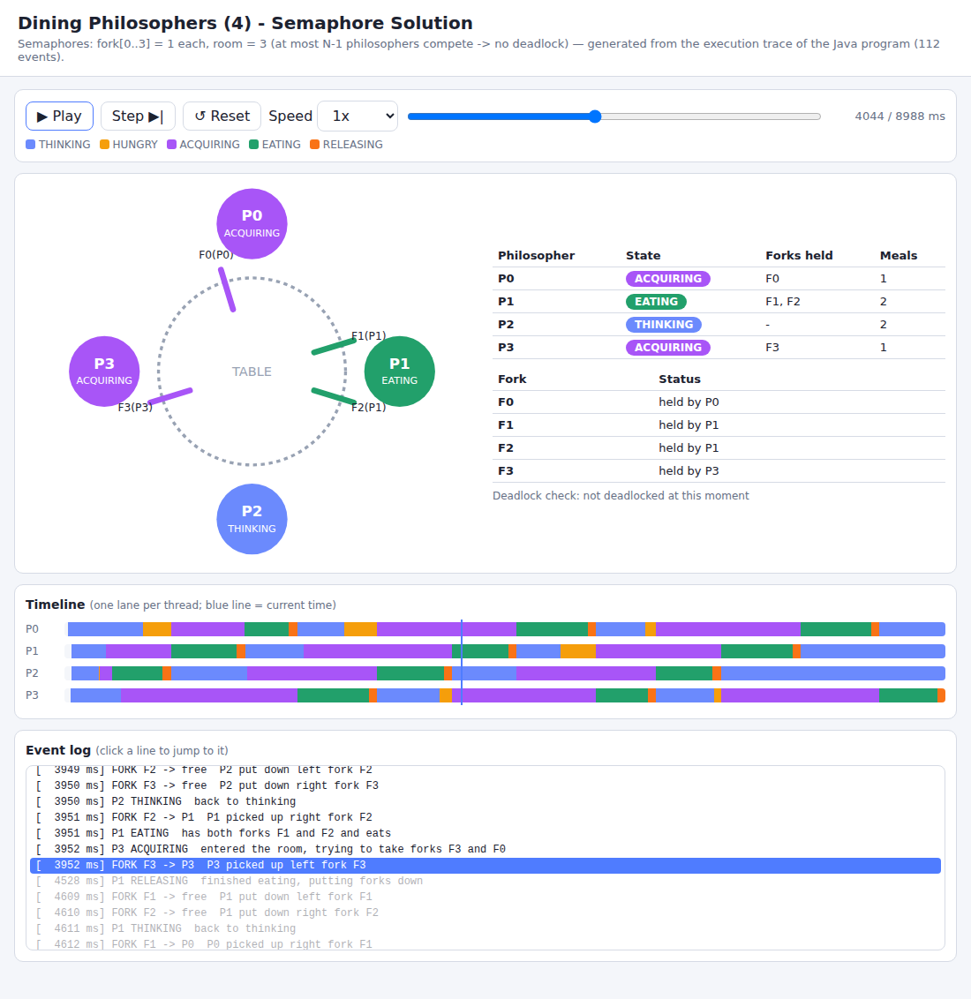 Dining Philosophers (4) - Semaphore Solution
Semaphores: fork[0..3] = 1 each, room = 3 (at most N-1 philosophers compete -> no deadlock) — generated from the execution trace of the Java program (112
events).
▶ Play Step ▶| ↺ Reset Speed 1x 4044 / 8988 ms
THINKING HUNGRY ACQUIRING EATING RELEASING
P0
ACQUIRING
F0(P0)
F1(P1)
P3
ACQUIRING
TABLE
P1
EATING
F3(P3)
F2(P1)
P2
THINKING
Philosopher State Forks held Meals
P0 ACQUIRING F0 1
P1 EATING F1, F2 2
P2 THINKING - 2
P3 ACQUIRING F3 1
Fork Status
F0 held by P0
F1 held by P1
F2 held by P1
F3 held by P3
Deadlock check: not deadlocked at this moment
Timeline (one lane per thread; blue line = current time)
P0
P1
P2
P3
Event log (click a line to jump to it)
[  3949 ms] FORK F2 -> free  P2 put down left fork F2
[  3950 ms] FORK F3 -> free  P2 put down right fork F3
[  3950 ms] P2 THINKING  back to thinking
[  3951 ms] FORK F2 -> P1  P1 picked up right fork F2
[  3951 ms] P1 EATING  has both forks F1 and F2 and eats
[  3952 ms] P3 ACQUIRING  entered the room, trying to take forks F3 and F0
[  3952 ms] FORK F3 -> P3  P3 picked up left fork F3
[  4528 ms] P1 RELEASING  finished eating, putting forks down
[  4609 ms] FORK F1 -> free  P1 put down left fork F1
[  4610 ms] FORK F2 -> free  P1 put down right fork F2
[  4611 ms] P1 THINKING  back to thinking
[  4612 ms] FORK F1 -> P0  P0 picked up right fork F1